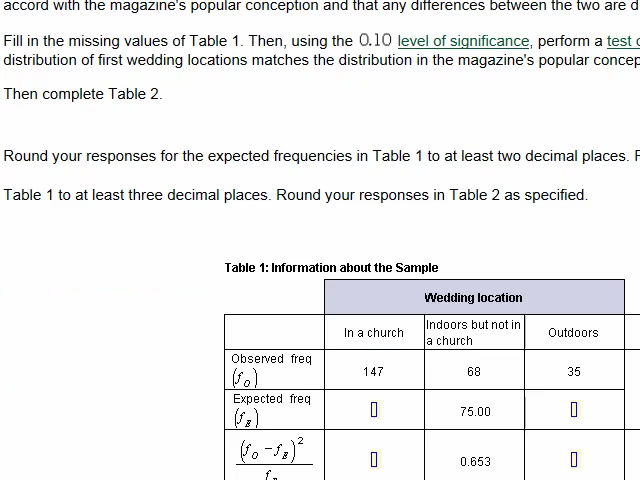 accord with the magazine's popular conception and that any differences between the two are d
Fill in the missing values of Table 1. Then, using the 0.10 level of significance, perform a test
distribution of first wedding locations matches the distribution in the magazine's popular concep
Then complete Table 2.
Round your responses for the expected frequencies in Table 1 to at least two decimal places. F
Table 1 to at least three decimal places. Round your responses in Table 2 as specified.
Table 1: Information about the Sample
Wedding location
In a church
Indoors but not in a church
Outdoors
Observed freq (f_O) 147 68 35
Expected freq (f_E) 75.00
(f_O - f_E)^2 / f_E 0.653